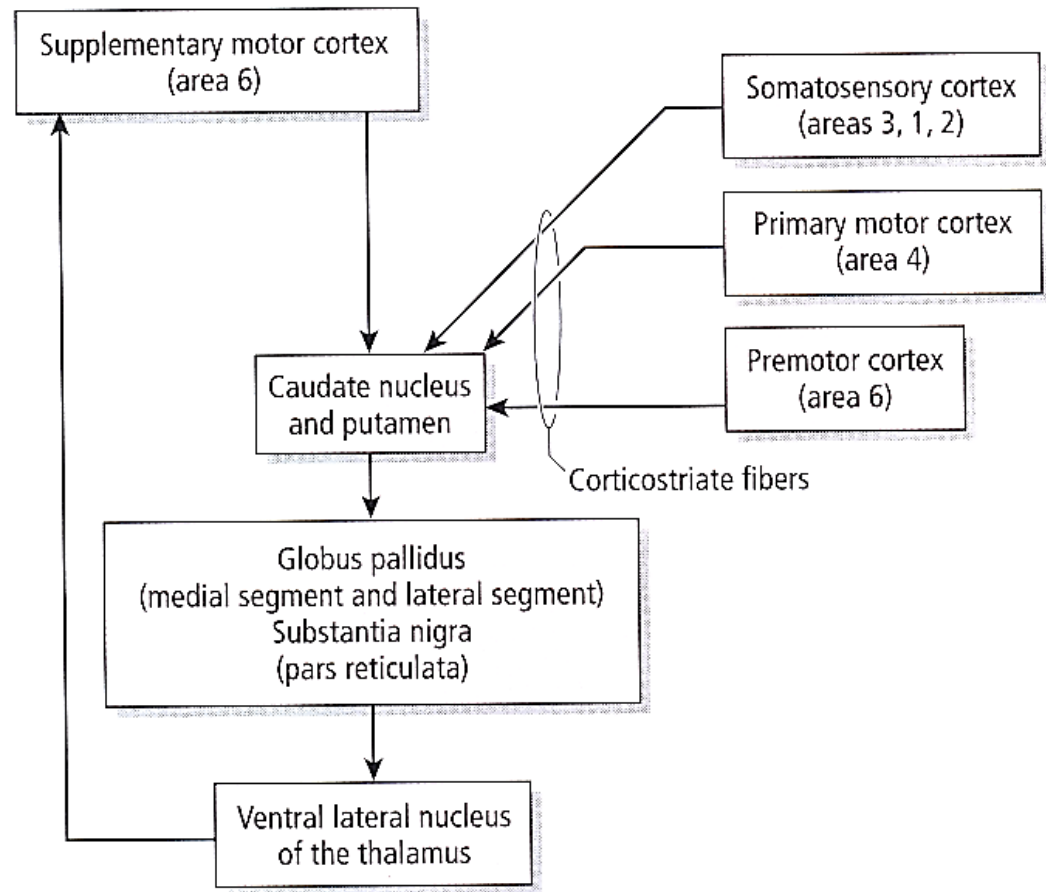 Supplementary motor cortex
(area 6)
Somatosensory cortex
(areas 3, 1, 2)
Primary motor cortex
(area 4)
Premotor cortex
(area 6)
Caudate nucleus
and putamen
Corticostriate fibers
Globus pallidus
(medial segment and lateral segment)
Substantia nigra
(pars reticulata)
Ventral lateral nucleus
of the thalamus